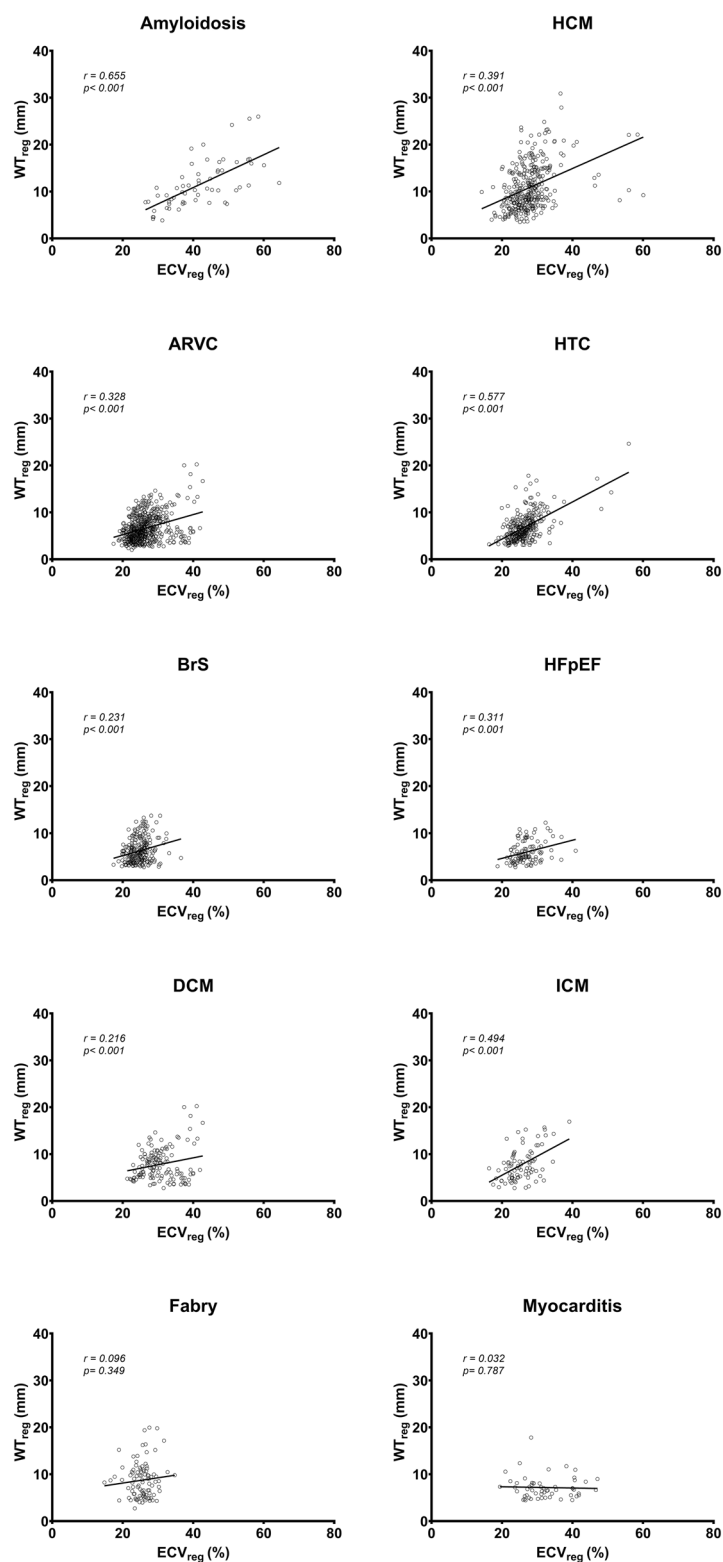 Amyloidosis
r = 0.655
p< 0.001
WTreg (mm)
40
30
20
10
0
0 20 40 60 80
ECVreg (%)
HCM
r = 0.391
p< 0.001
WTreg (mm)
40
30
20
10
0
0 20 40 60 80
ECVreg (%)
ARVC
r = 0.328
p< 0.001
WTreg (mm)
40
30
20
10
0
0 20 40 60 80
ECVreg (%)
HTC
r = 0.577
p< 0.001
WTreg (mm)
40
30
20
10
0
0 20 40 60 80
ECVreg (%)
BrS
r = 0.231
p< 0.001
WTreg (mm)
40
30
20
10
0
0 20 40 60 80
ECVreg (%)
HFpEF
r = 0.311
p< 0.001
WTreg (mm)
40
30
20
10
0
0 20 40 60 80
ECVreg (%)
DCM
r = 0.216
p< 0.001
WTreg (mm)
40
30
20
10
0
0 20 40 60 80
ECVreg (%)
ICM
r = 0.494
p< 0.001
WTreg (mm)
40
30
20
10
0
0 20 40 60 80
ECVreg (%)
Fabry
r = 0.096
p= 0.349
WTreg (mm)
40
30
20
10
0
0 20 40 60 80
ECVreg (%)
Myocarditis
r = 0.032
p= 0.787
WTreg (mm)
40
30
20
10
0
0 20 40 60 80
ECVreg (%)